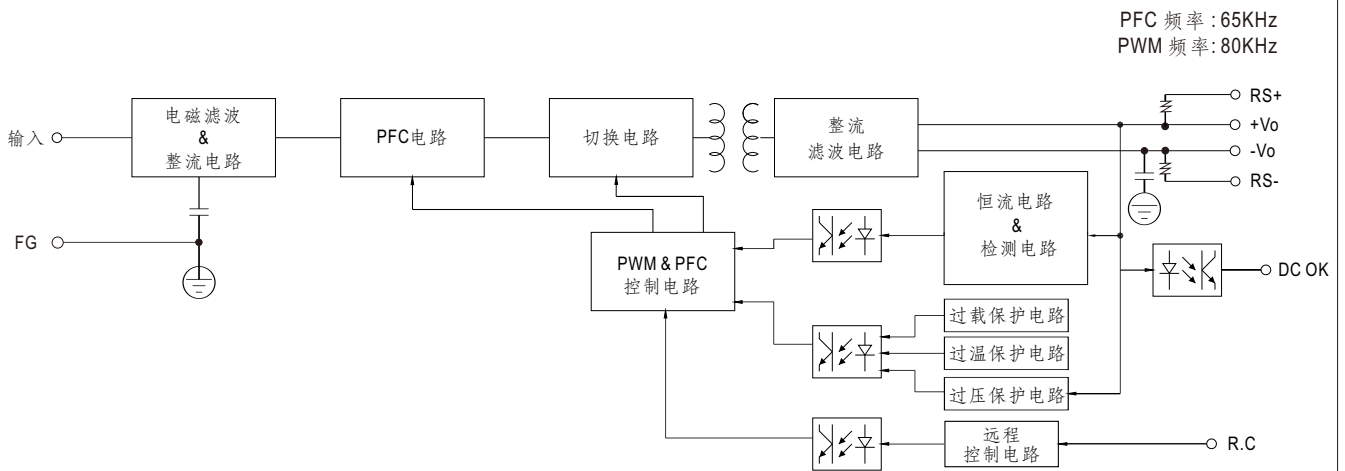 PFC 频率 : 65KHz
PWM 频率: 80KHz
电磁滤波
&
整流电路
PFC电路
切换电路
整流
滤波电路
RS+
+Vo
-Vo
RS-
输入
FG
恒流电路
&
检测电路
PWM & PFC
控制电路
DC OK
过载保护电路
过温保护电路
过压保护电路
远程
控制电路
R.C